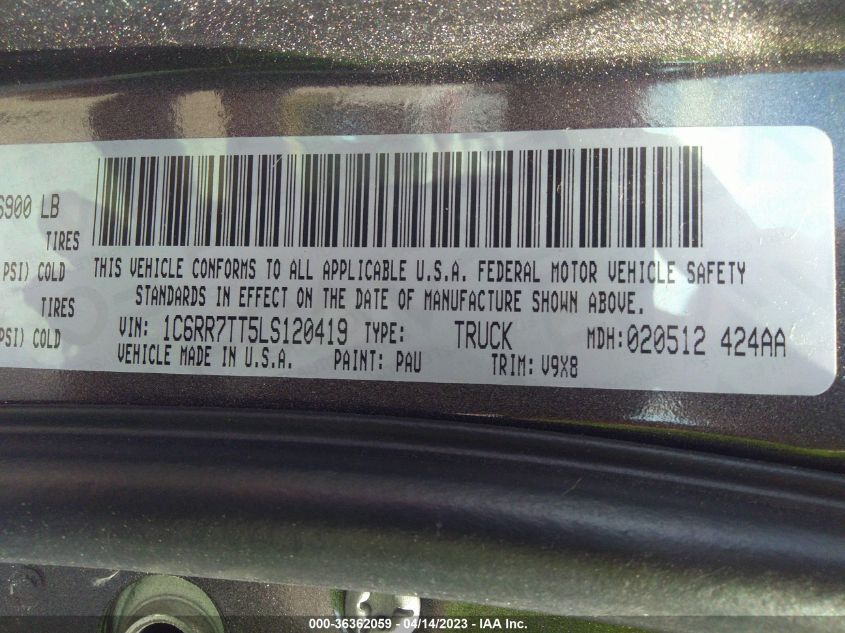 6900 LB
TIRES
PSI) COLD
TIRES
PSI) COLD
THIS VEHICLE CONFORMS TO ALL APPLICABLE U.S.A. FEDERAL MOTOR VEHICLE SAFETY
STANDARDS IN EFFECT ON THE DATE OF MANUFACTURE SHOWN ABOVE.
VIN: 1C6RR7TT5LS120419 TYPE: TRUCK MDH:020512 424AA
VEHICLE MADE IN U.S.A. PAINT: PAU TRIM: V9X8
000-36362059 - 04/14/2023 - IAA Inc.